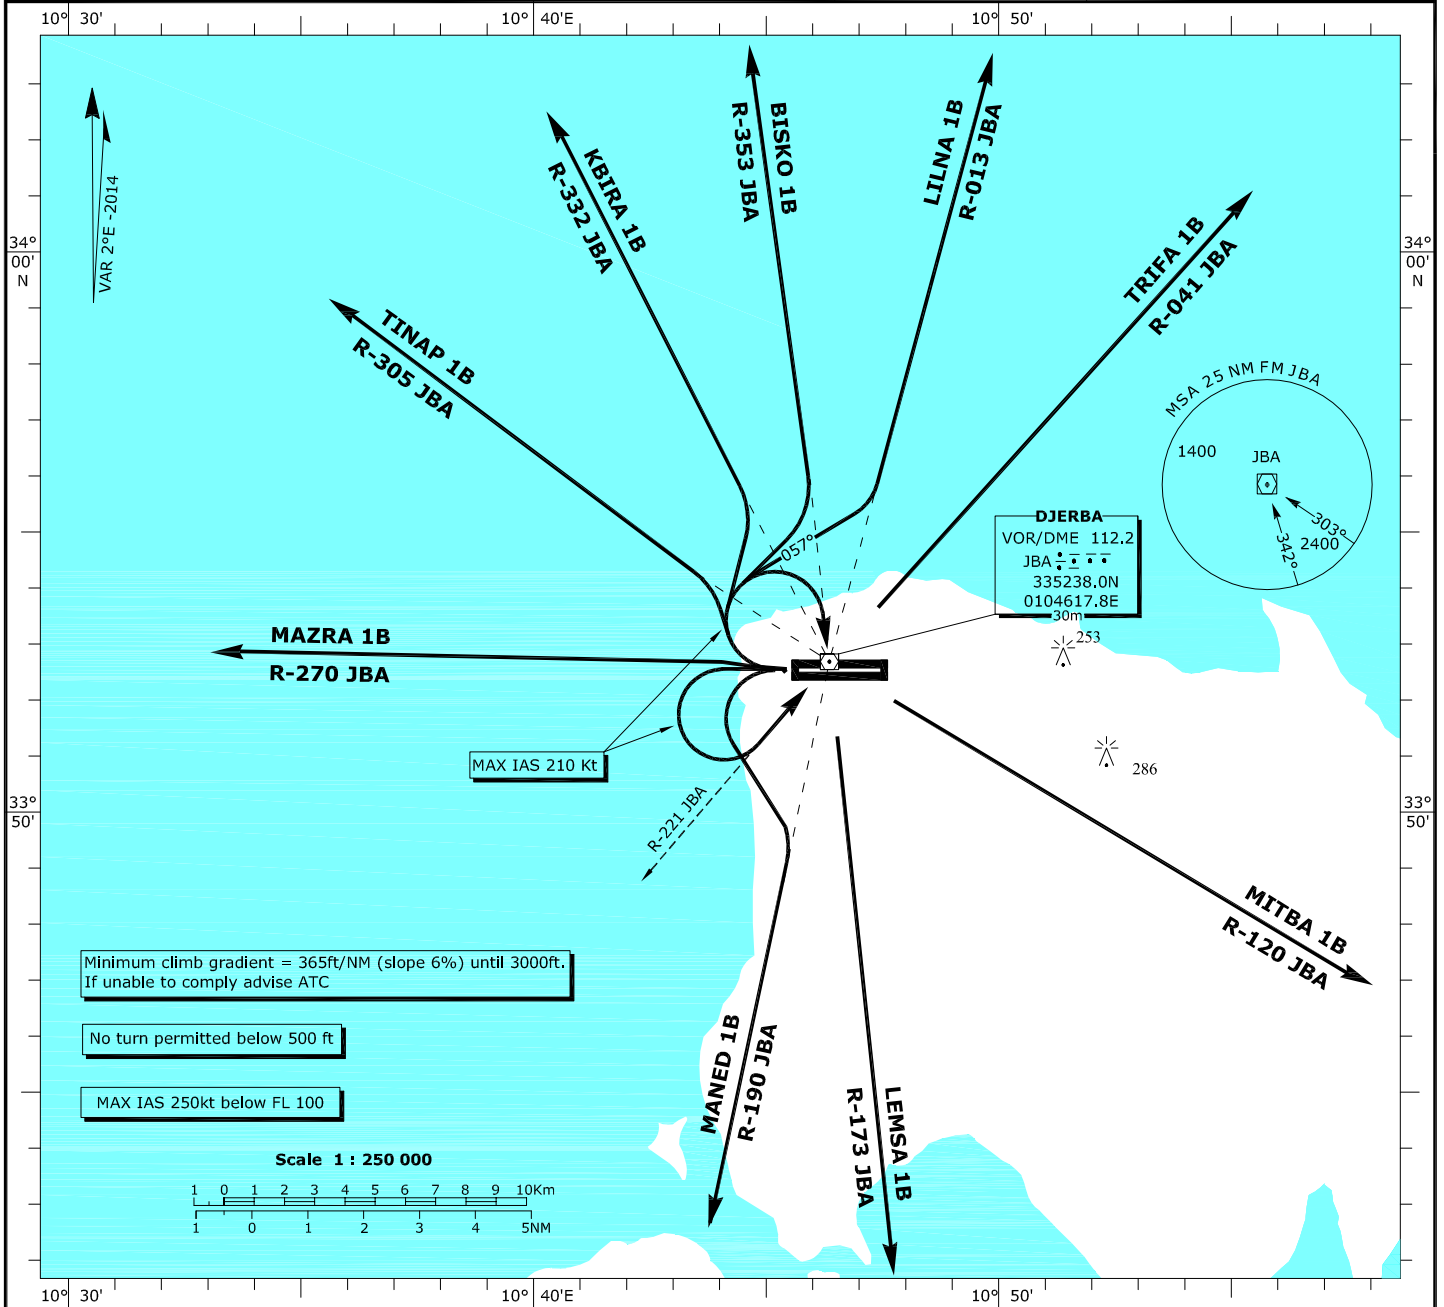 10° 30'
10° 40'E
10° 50'
VAR 2°E -2014
34°
00'
N
34°
00'
N
KBIRA 1B
R-332 JBA
BISKO 1B
R-353 JBA
LILNA 1B
R-013 JBA
TRIFA 1B
R-041 JBA
TINAP 1B
R-305 JBA
MSA 25 NM FM JBA
1400
JBA
303°
2400
342°
DJERBA
VOR/DME 112.2
JBA
335238.0N
0104617.8E
30m
057°
253
MAZRA 1B
R-270 JBA
MAX IAS 210 Kt
286
R-221 JBA
33°
50'
33°
50'
MITBA 1B
R-120 JBA
Minimum climb gradient = 365ft/NM (slope 6%) until 3000ft.
If unable to comply advise ATC
No turn permitted below 500 ft
MAX IAS 250kt below FL 100
MANED 1B
R-190 JBA
LEMSA 1B
R-173 JBA
Scale 1 : 250 000
1 0 1 2 3 4 5 6 7 8 9 10Km
1 0 1 2 3 4 5NM
10° 30'
10° 40'E
10° 50'